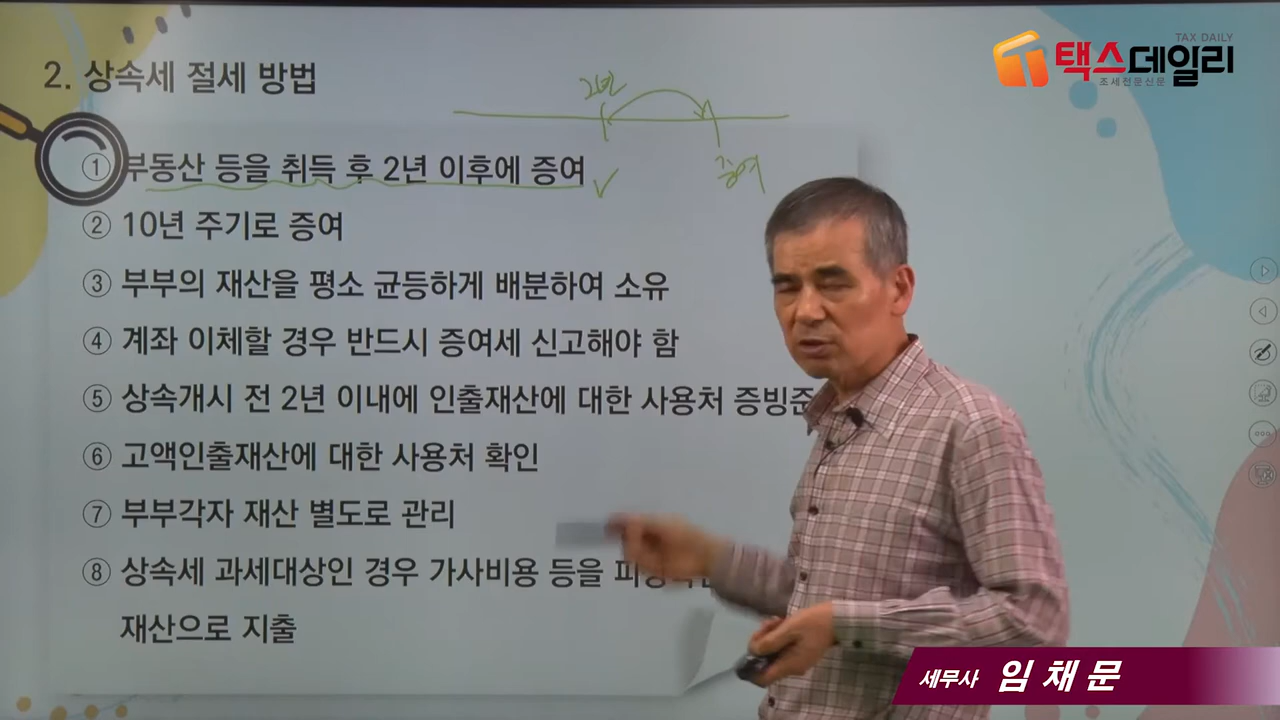 TAX DAILY
택스데일리
조세전문신문
2. 상속세 절세 방법
2년
증여
① 부동산 등을 취득 후 2년 이후에 증여
② 10년 주기로 증여
③ 부부의 재산을 평소 균등하게 배분하여 소유
④ 계좌 이체할 경우 반드시 증여세 신고해야 함
⑤ 상속개시 전 2년 이내에 인출재산에 대한 사용처 증빙준
⑥ 고액인출재산에 대한 사용처 확인
⑦ 부부각자 재산 별도로 관리
⑧ 상속세 과세대상인 경우 가사비용 등을
재산으로 지출
세무사 임채문